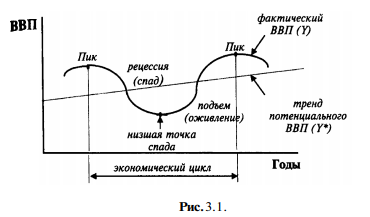 ВВП
Пик
рецессия
(спад)
Пик
фактический
ВВП (Y)
подъем
(оживление)
низшая точка
спада
тренд
потенциального
ВВП (Y*)
экономический цикл
Годы
Рис. 3.1.